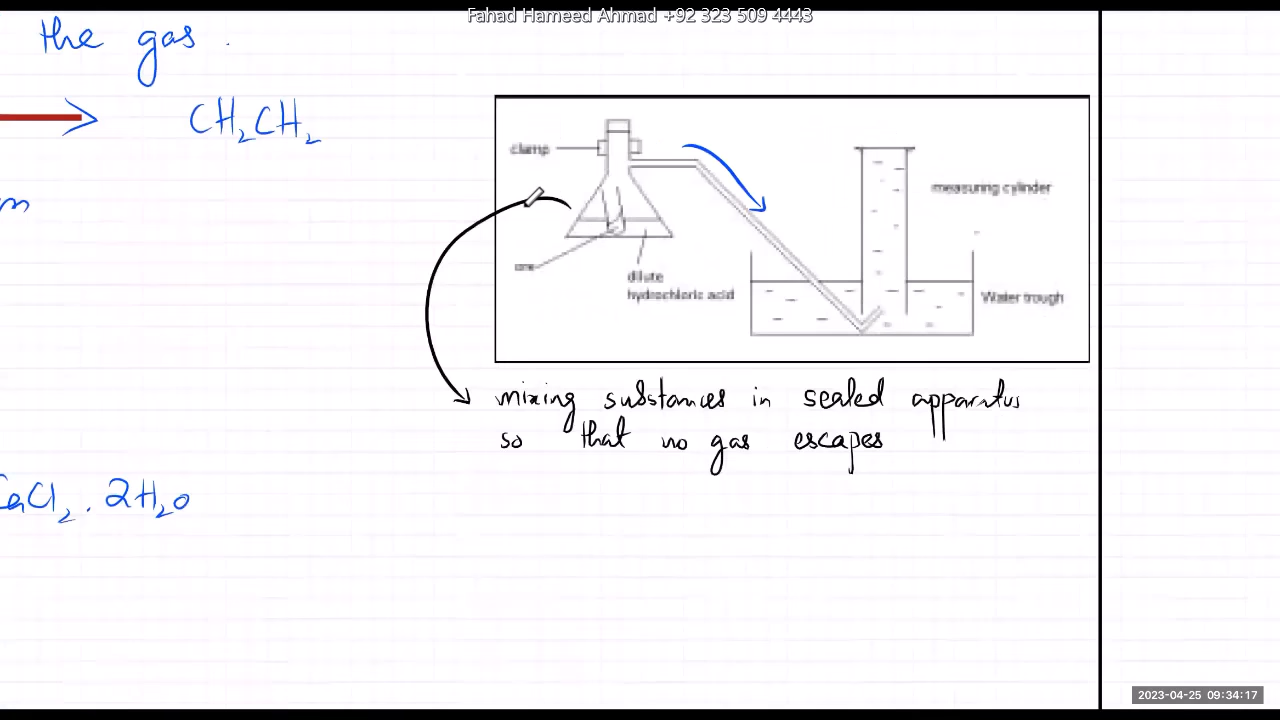 Fahad Hameed Ahmad +92 323 509 4443
the gas .
CH₂CH₂
clamp
measuring cylinder
ore
dilute
hydrochloric acid
Water trough
mixing substances in sealed apparatus
so that no gas escapes
CaCl₂ . 2H₂O
2023-04-25 09:34:17